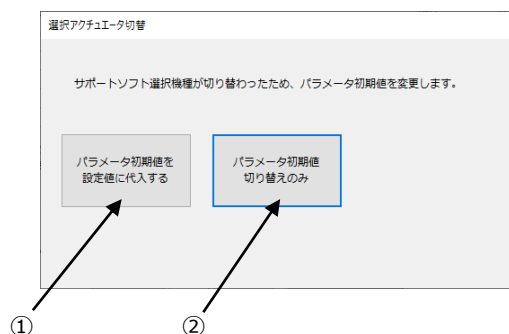 選択アクチュエータ切替
サポートソフト選択機種が切り替わったため、パラメータ初期値を変更します。
パラメータ初期値を
設定値に代入する
パラメータ初期値
切り替えのみ
①
②